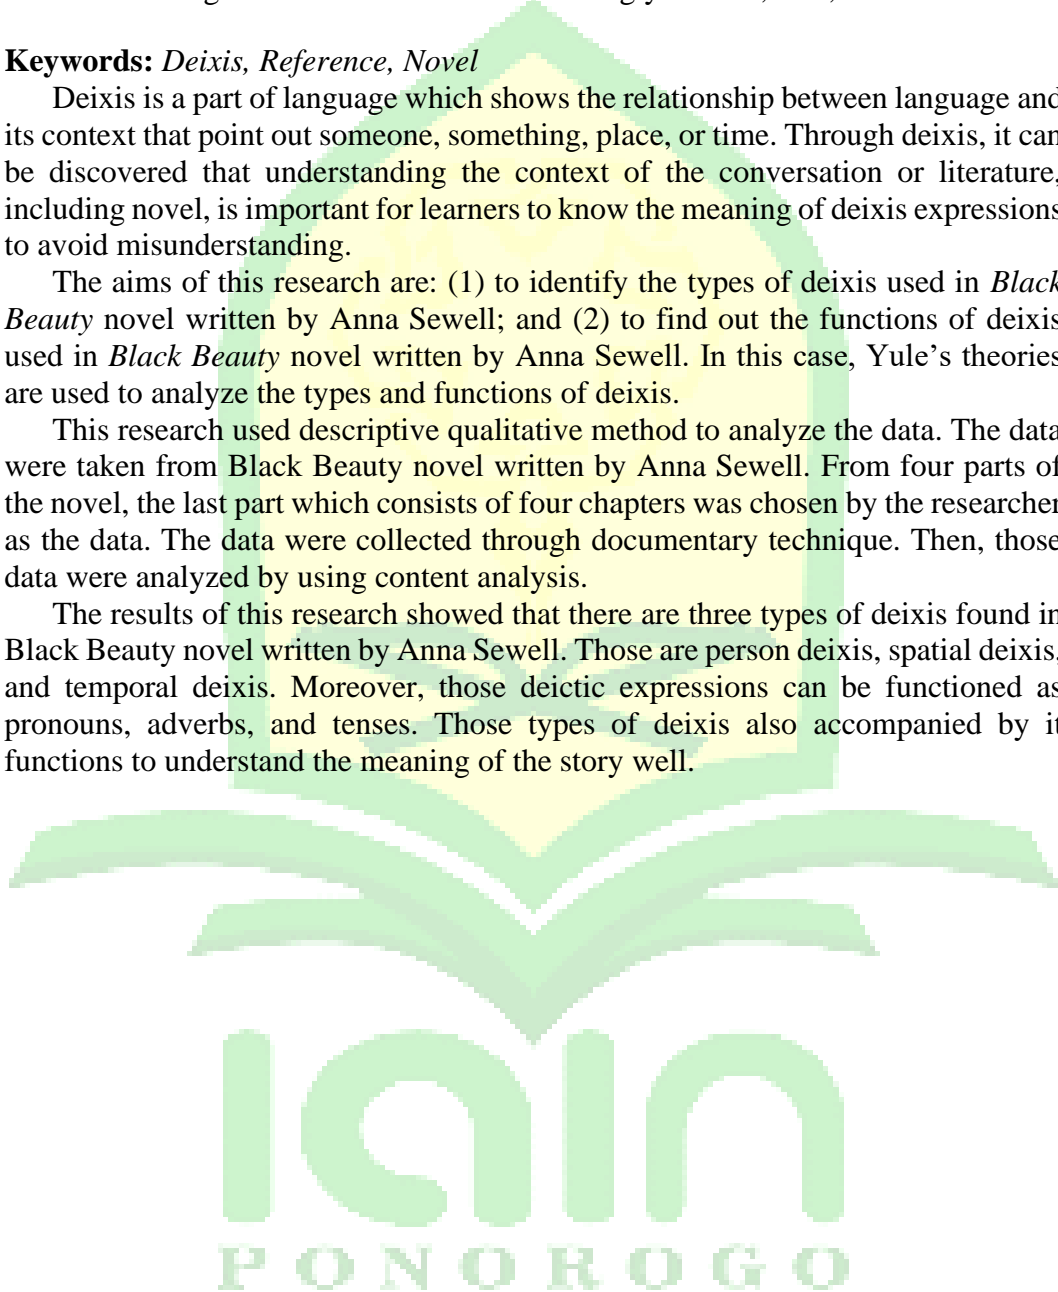 Keywords: Deixis, Reference, Novel
Deixis is a part of language which shows the relationship between language and
its context that point out someone, something, place, or time. Through deixis, it can
be discovered that understanding the context of the conversation or literature,
including novel, is important for learners to know the meaning of deixis expressions
to avoid misunderstanding.
The aims of this research are: (1) to identify the types of deixis used in Black
Beauty novel written by Anna Sewell; and (2) to find out the functions of deixis
used in Black Beauty novel written by Anna Sewell. In this case, Yule’s theories
are used to analyze the types and functions of deixis.
This research used descriptive qualitative method to analyze the data. The data
were taken from Black Beauty novel written by Anna Sewell. From four parts of
the novel, the last part which consists of four chapters was chosen by the researcher
as the data. The data were collected through documentary technique. Then, those
data were analyzed by using content analysis.
The results of this research showed that there are three types of deixis found in
Black Beauty novel written by Anna Sewell. Those are person deixis, spatial deixis,
and temporal deixis. Moreover, those deictic expressions can be functioned as
pronouns, adverbs, and tenses. Those types of deixis also accompanied by it
functions to understand the meaning of the story well.
iain
PONOROGO